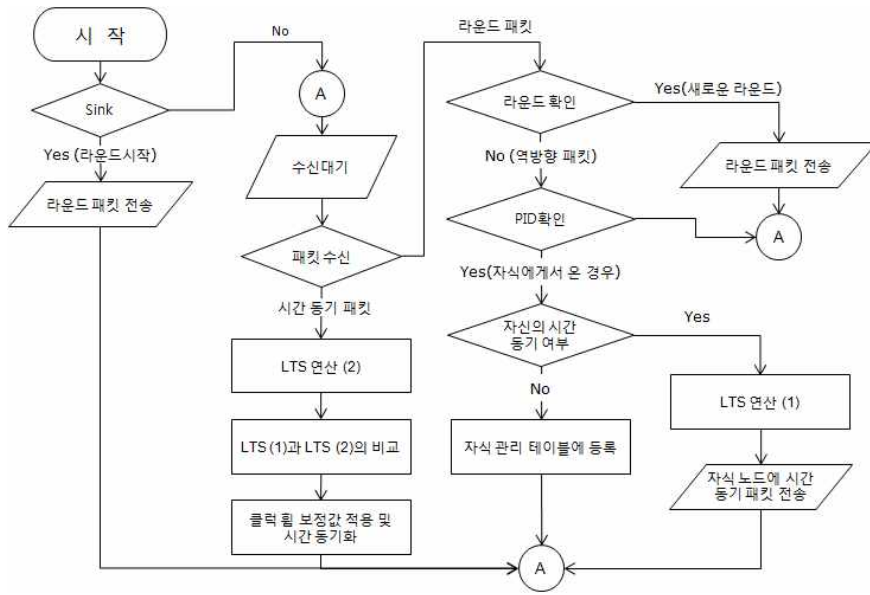 시 작
Sink
No
Yes (라운드시작)
라운드 패킷 전송
A
수신대기
패킷 수신
라운드 패킷
시간 동기 패킷
LTS 연산 (2)
LTS (1)과 LTS (2)의 비교
클럭 휨 보정값 적용 및
시간 동기화
라운드 확인
Yes(새로운 라운드)
라운드 패킷 전송
A
No (역방향 패킷)
PID확인
Yes(자식에게서 온 경우)
자신의 시간
동기 여부
Yes
LTS 연산 (1)
자식 노드에 시간
동기 패킷 전송
No
자식 관리 테이블에 등록
A